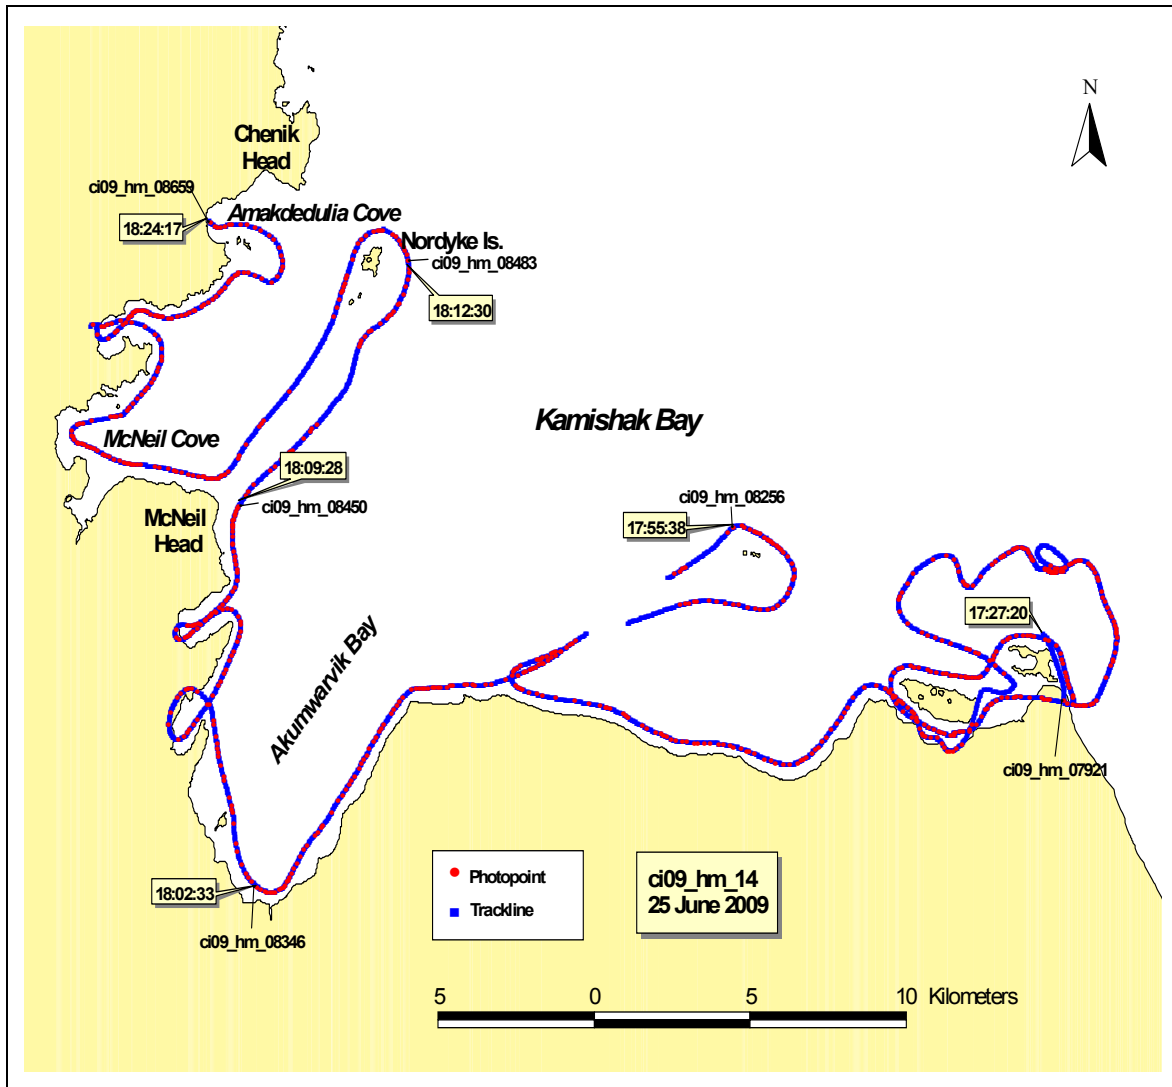 N
Chenik
Head
ci09_hm_08659
18:24:17
Amakdedulia Cove
Nordyke Is.
ci09_hm_08483
18:12:30
Kamishak Bay
McNeil Cove
18:09:28
ci09_hm_08450
McNeil
Head
ci09_hm_08256
17:55:38
17:27:20
Akumwarvik Bay
ci09_hm_07921
18:02:33
ci09_hm_08346
Photopoint
Trackline
ci09_hm_14
25 June 2009
5 0 5 10 Kilometers